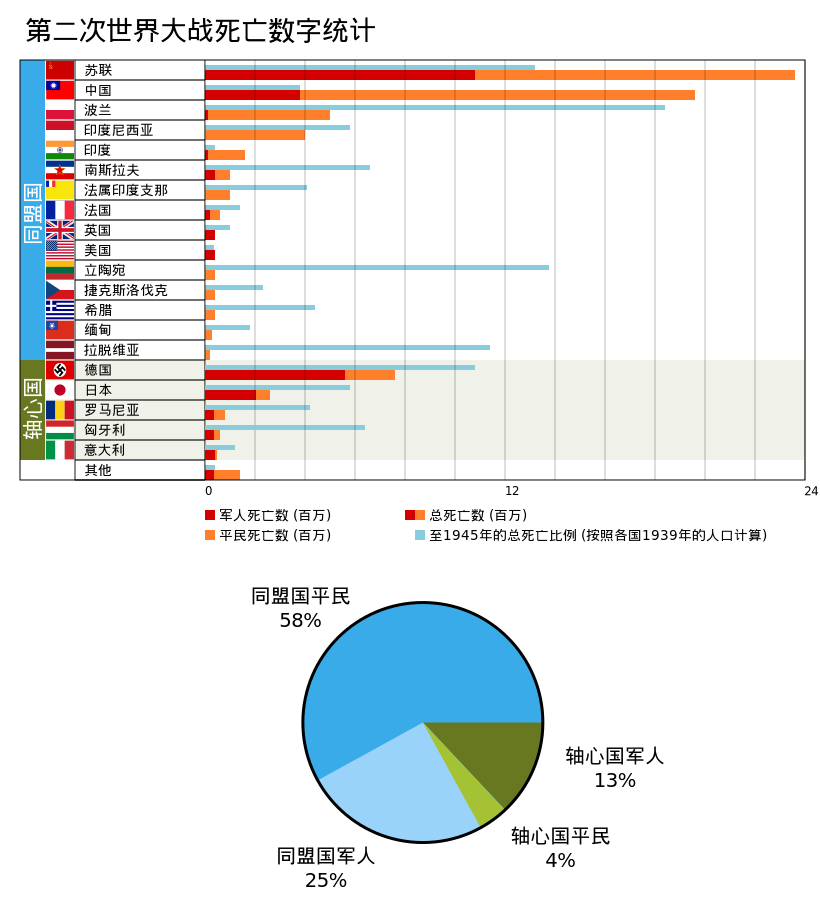 第二次世界大战死亡数字统计
同盟国
苏联
中国
波兰
印度尼西亚
印度
南斯拉夫
法属印度支那
法国
英国
美国
立陶宛
捷克斯洛伐克
希腊
缅甸
拉脱维亚
轴心国
德国
日本
罗马尼亚
匈牙利
意大利
其他
0 12 24
军人死亡数 (百万) 总死亡数 (百万)
平民死亡数 (百万) 至1945年的总死亡比例 (按照各国1939年的人口计算)
同盟国平民
58%
轴心国军人
13%
轴心国平民
4%
同盟国军人
25%